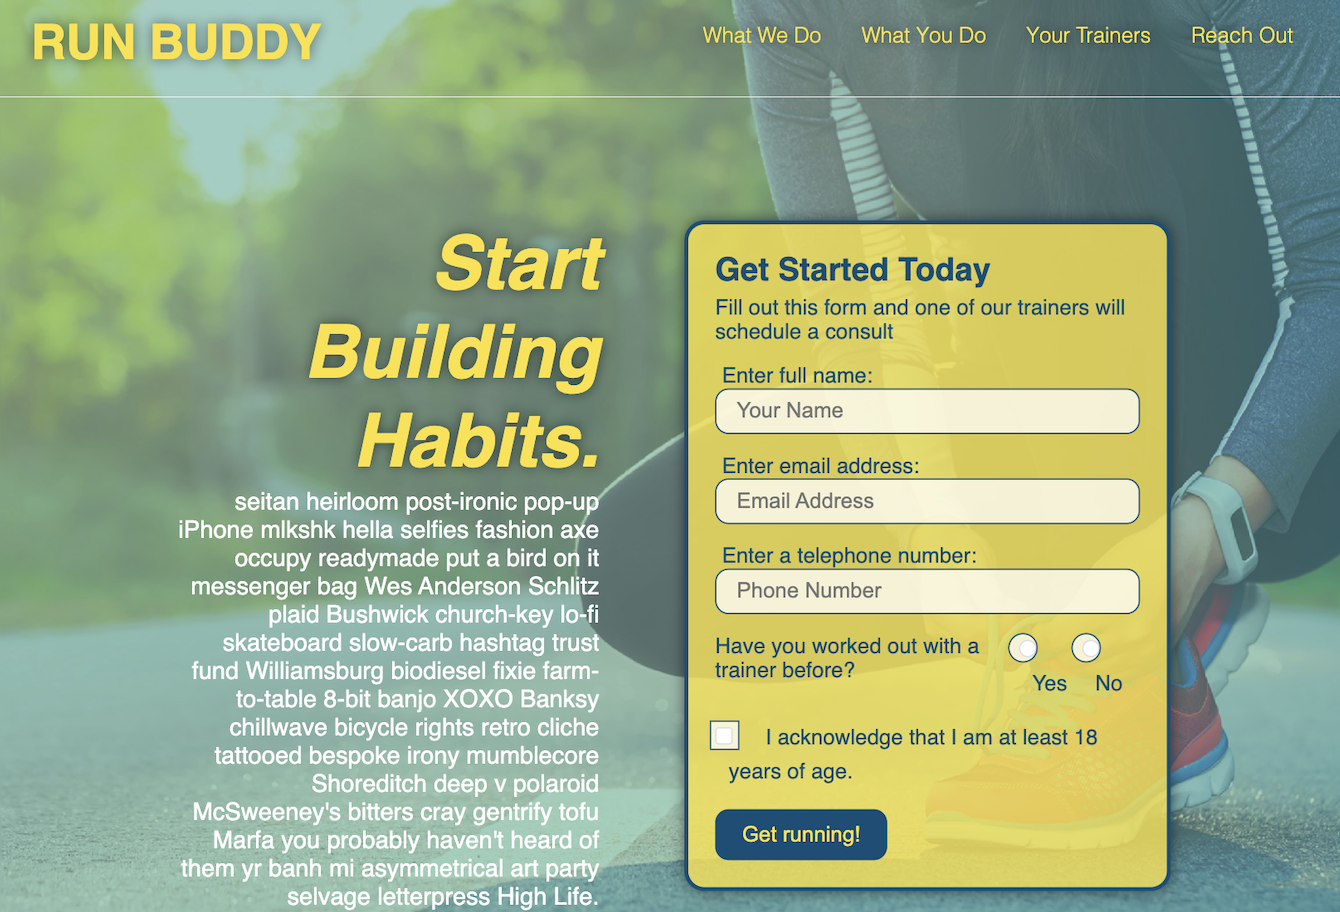 RUN BUDDY
What We Do
What You Do
Your Trainers
Reach Out
Start
Building
Habits.
seitan heirloom post-ironic pop-up
iPhone mlkshk hella selfies fashion axe
occupy readymade put a bird on it
messenger bag Wes Anderson Schlitz
plaid Bushwick church-key lo-fi
skateboard slow-carb hashtag trust
fund Williamsburg biodiesel fixie farm-
to-table 8-bit banjo XOXO Banksy
chillwave bicycle rights retro cliche
tattooed bespoke irony mumblecore
Shoreditch deep v polaroid
McSweeney's bitters cray gentrify tofu
Marfa you probably haven't heard of
them yr banh mi asymmetrical art party
selvage letterpress High Life.
Get Started Today
Fill out this form and one of our trainers will
schedule a consult
Enter full name:
Your Name
Enter email address:
Email Address
Enter a telephone number:
Phone Number
Have you worked out with a
trainer before?
Yes
No
I acknowledge that I am at least 18
years of age.
Get running!